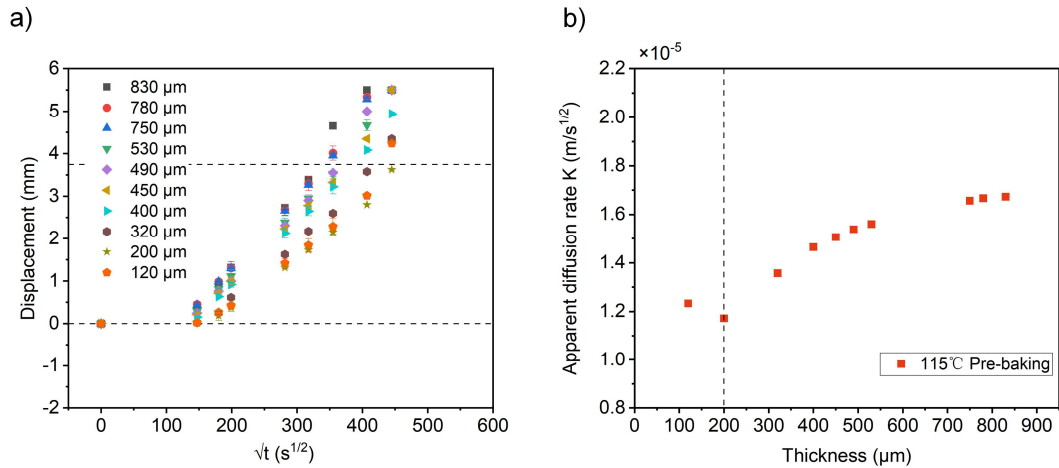 a)
6
5
4
3
2
1
0
-1
-2
0
100
200
300
400
500
600
Displacement (mm)
√t (s^1/2)
830 μm
780 μm
750 μm
530 μm
490 μm
450 μm
400 μm
320 μm
200 μm
120 μm
b)
×10^-5
2.2
2.0
1.8
1.6
1.4
1.2
1.0
0.8
0
100
200
300
400
500
600
700
800
900
Apparent diffusion rate K (m/s^1/2)
Thickness (μm)
115℃ Pre-baking